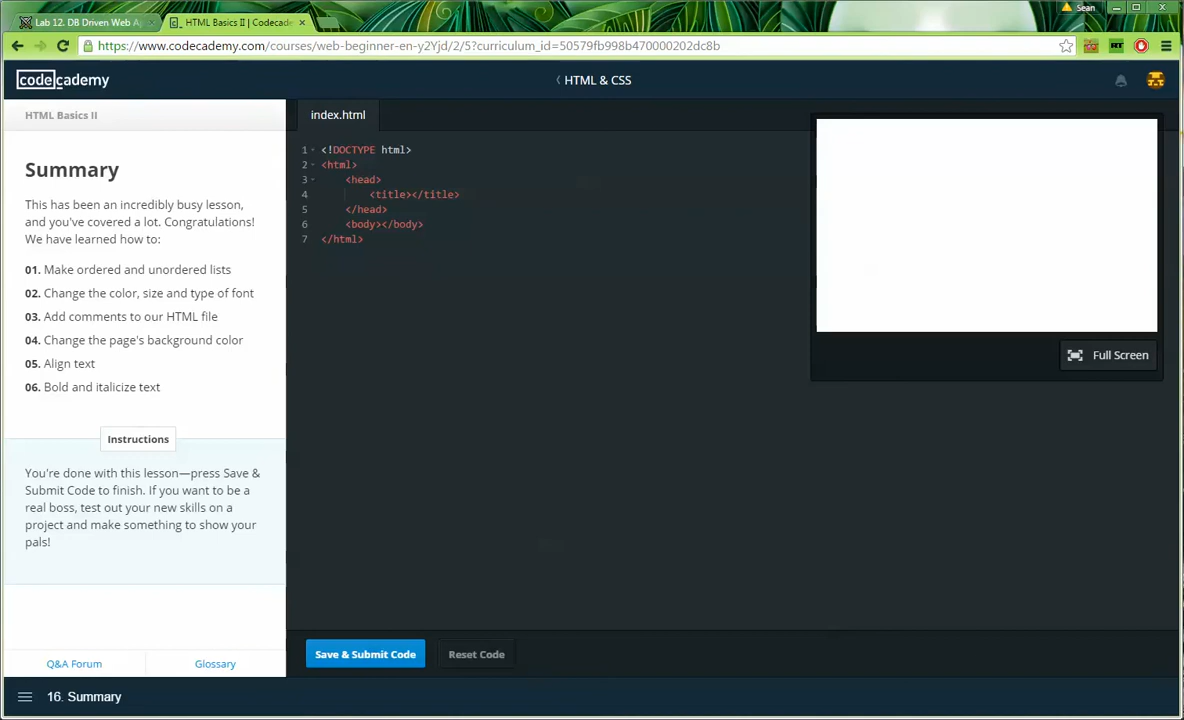 Lab 12. DB Driven Web Ap
HTML Basics II | Codecade
Sean
https://www.codecademy.com/courses/web-beginner-en-y2Yjd/2/5?curriculum_id=50579fb998b470000202dc8b
codecademy
HTML & CSS
HTML Basics II
Summary
This has been an incredibly busy lesson,
and you've covered a lot. Congratulations!
We have learned how to:
01. Make ordered and unordered lists
02. Change the color, size and type of font
03. Add comments to our HTML file
04. Change the page's background color
05. Align text
06. Bold and italicize text
Instructions
You're done with this lesson—press Save &
Submit Code to finish. If you want to be a
real boss, test out your new skills on a
project and make something to show your
pals!
Q&A Forum
Glossary
index.html
1 <!DOCTYPE html>
2 <html>
3 <head>
4 <title></title>
5 </head>
6 <body></body>
7 </html>
Full Screen
Save & Submit Code
Reset Code
16. Summary